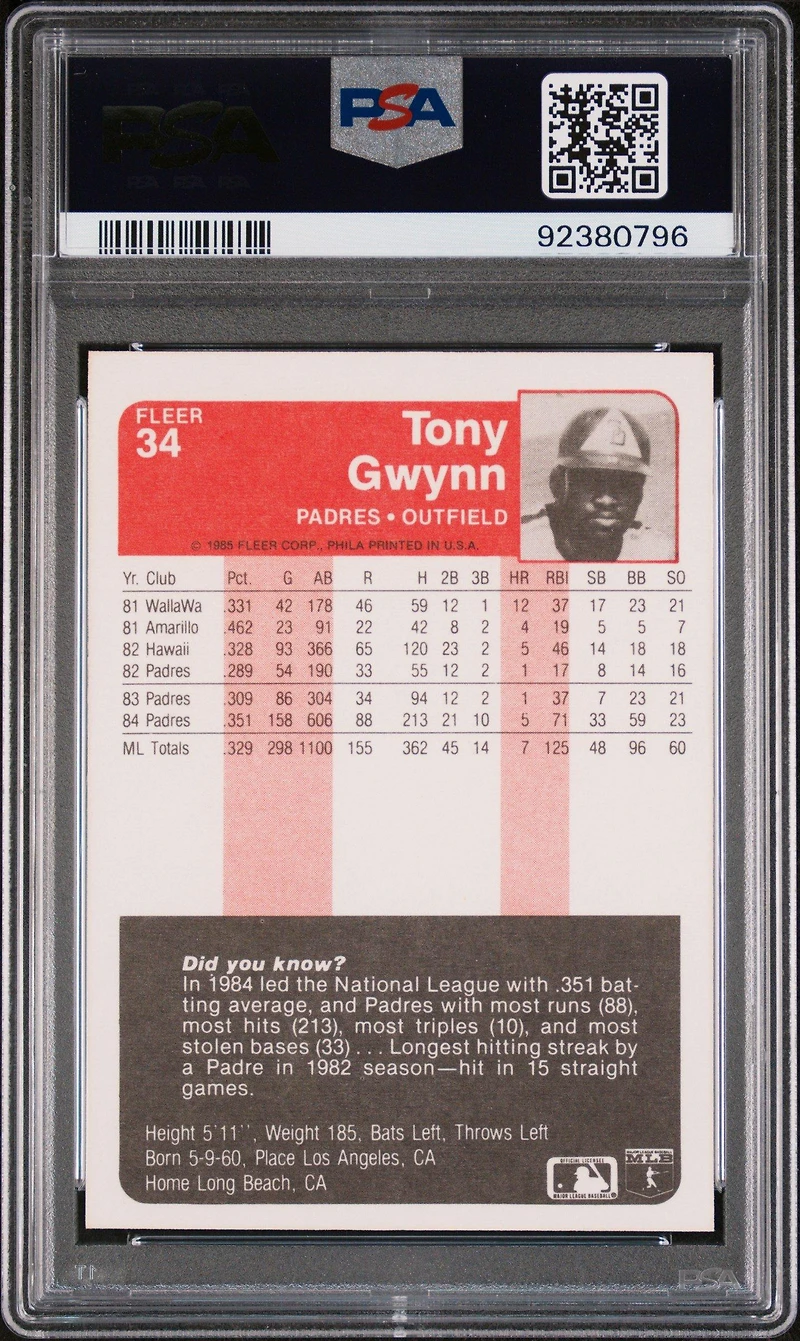 PSA
PSA
92380796
FLEER
34
Tony
Gwynn
PADRES • OUTFIELD
© 1985 FLEER CORP., PHILA PRINTED IN U.S.A.
Yr. Club Pct. G AB R H 2B 3B HR RBI SB BB SO
81 WallaWa .331 42 178 46 59 12 1 12 37 17 23 21
81 Amarillo .462 23 91 22 42 8 2 4 19 5 5 7
82 Hawaii .328 93 366 65 120 23 2 5 46 14 18 18
82 Padres .289 54 190 33 55 12 2 1 17 8 14 16
83 Padres .309 86 304 34 94 12 2 1 37 7 23 21
84 Padres .351 158 606 88 213 21 10 5 71 33 59 23
ML Totals .329 298 1100 155 362 45 14 7 125 48 96 60
Did you know?
In 1984 led the National League with .351 bat-
ting average, and Padres with most runs (88),
most hits (213), most triples (10), and most
stolen bases (33) . . . Longest hitting streak by
a Padre in 1982 season—hit in 15 straight
games.
Height 5'11'', Weight 185, Bats Left, Throws Left
Born 5-9-60, Place Los Angeles, CA
Home Long Beach, CA
OFFICIAL LICENSEE
MAJOR LEAGUE BASEBALL
MLB
PSA